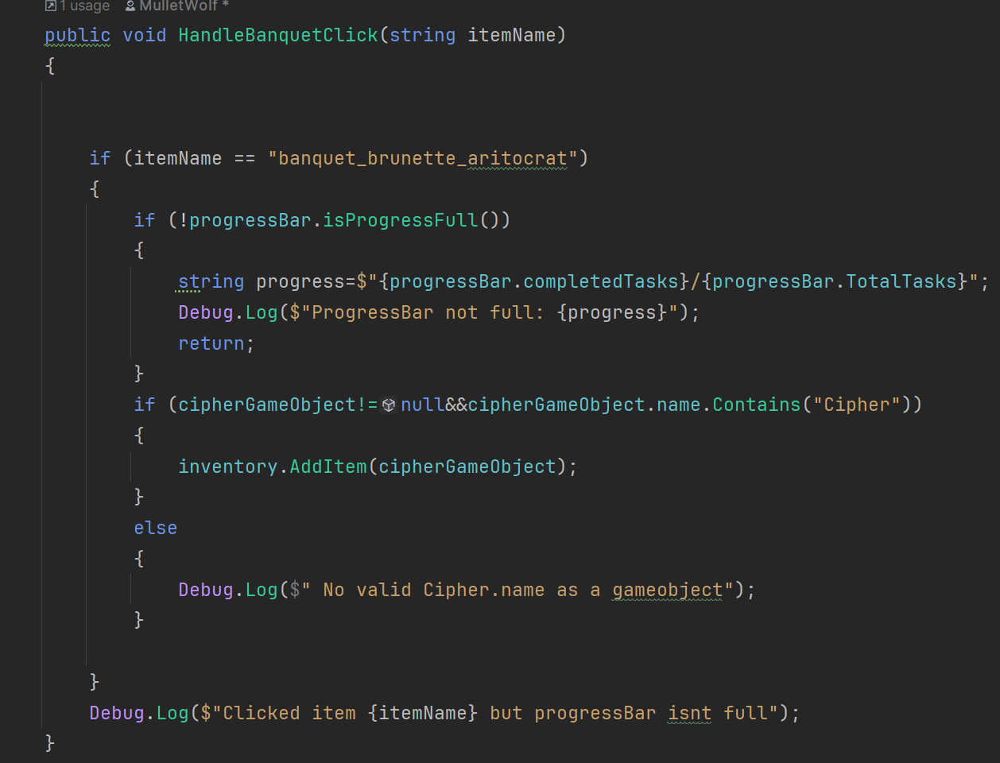 1 usage MulletWolf *
public void HandleBanquetClick(string itemName)
{
if (itemName == "banquet_brunette_aritocrat")
{
if (!progressBar.isProgressFull())
{
string progress=$"{progressBar.completedTasks}/{progressBar.TotalTasks}";
Debug.Log($"ProgressBar not full: {progress}");
return;
}
if (cipherGameObject!=null&&cipherGameObject.name.Contains("Cipher"))
{
inventory.AddItem(cipherGameObject);
}
else
{
Debug.Log($" No valid Cipher.name as a gameobject");
}
}
Debug.Log($"Clicked item {itemName} but progressBar isnt full");
}